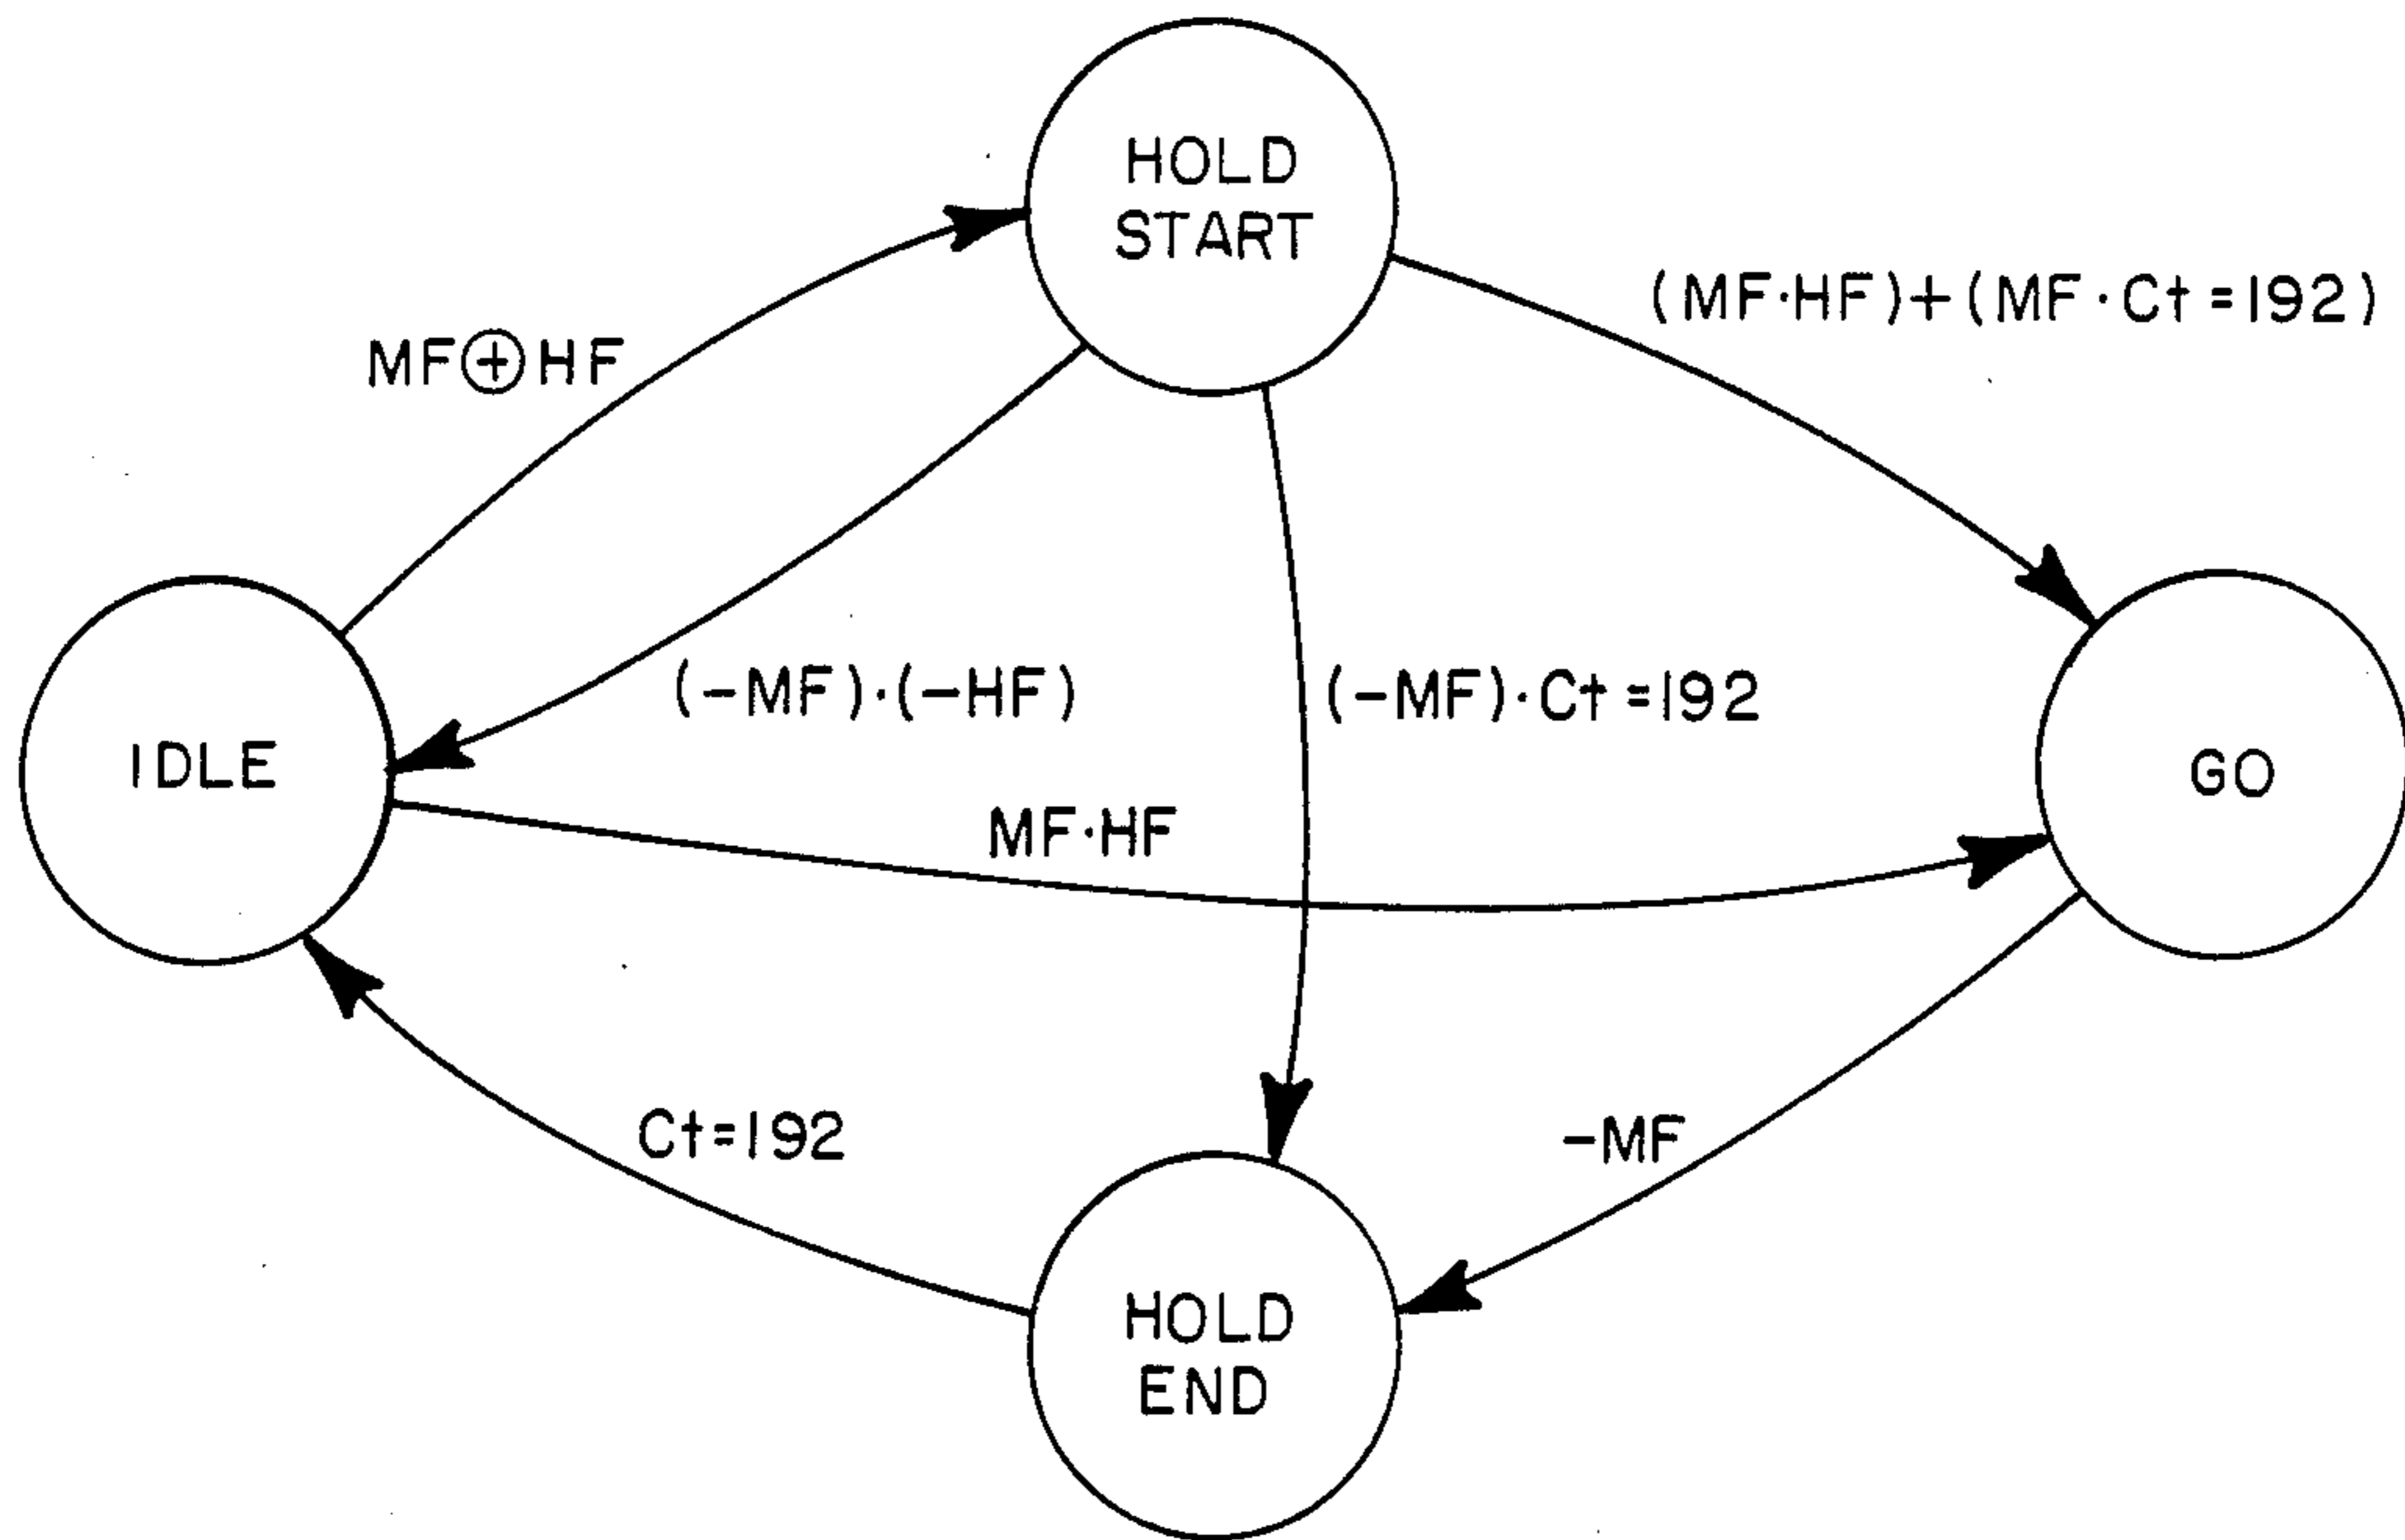 HOLD
START
(MF·HF)+(MF·Ct=192)
MF⊕HF
(-MF)·(-HF)
(-MF)·Ct=192
IDLE
GO
MF·HF
Ct=192
-MF
HOLD
END